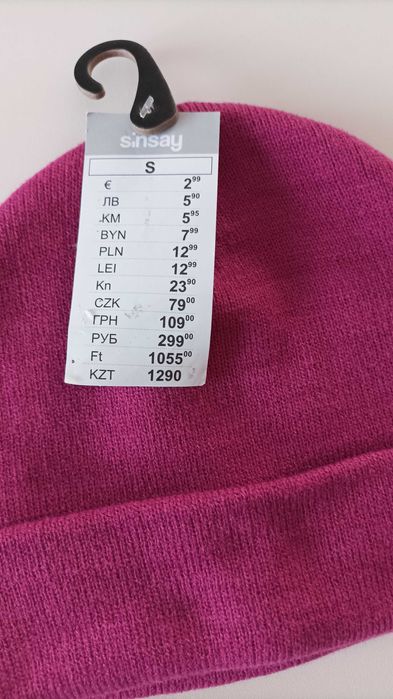 sinsay
S
€ 2⁹⁹
ЛВ 5⁹⁰
KM 5⁹⁵
BYN 7⁹⁹
PLN 12⁹⁹
LEI 12⁹⁹
Kn 23⁹⁰
CZK 79⁰⁰
ГРН 109⁰⁰
РУБ 299⁰⁰
Ft 1055⁰⁰
KZT 1290